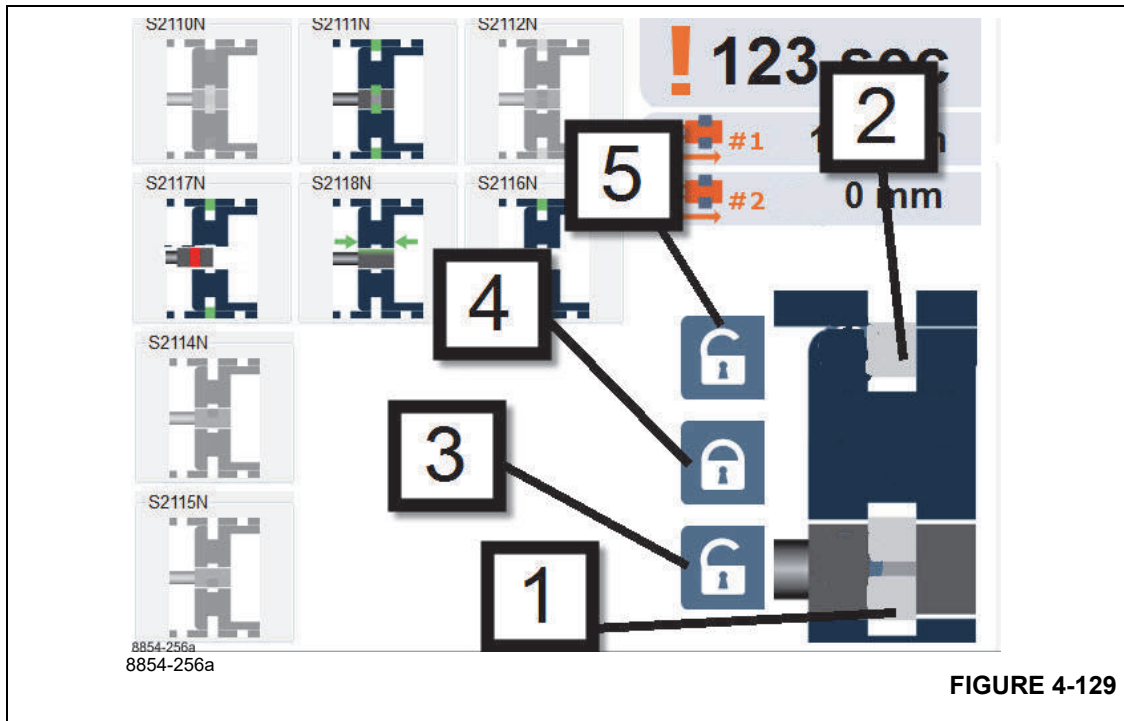 S2110N
S2111N
S2112N
! 123 sec
#1
#2 0 mm
2
5
S2117N
S2118N
S2116N
4
S2114N
3
S2115N
1
8854-256a
8854-256a
FIGURE 4-129